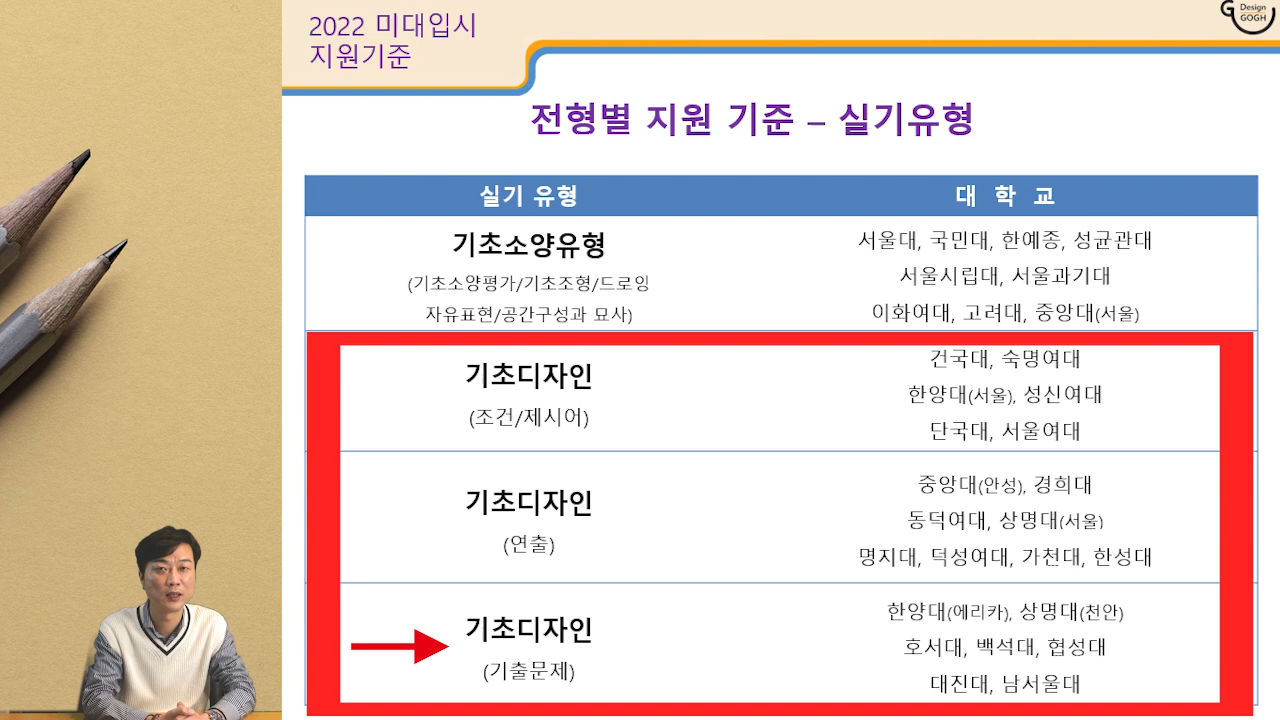 2022 미대입시
지원기준
Design
GOGH
전형별 지원 기준 – 실기유형
실기 유형
대 학 교
기초소양유형
(기초소양평가/기초조형/드로잉
자유표현/공간구성과 묘사)
서울대, 국민대, 한예종, 성균관대
서울시립대, 서울과기대
이화여대, 고려대, 중앙대(서울)
기초디자인
(조건/제시어)
건국대, 숙명여대
한양대(서울), 성신여대
단국대, 서울여대
기초디자인
(연출)
중앙대(안성), 경희대
동덕여대, 상명대(서울)
명지대, 덕성여대, 가천대, 한성대
기초디자인
(기출문제)
한양대(에리카), 상명대(천안)
호서대, 백석대, 협성대
대진대, 남서울대